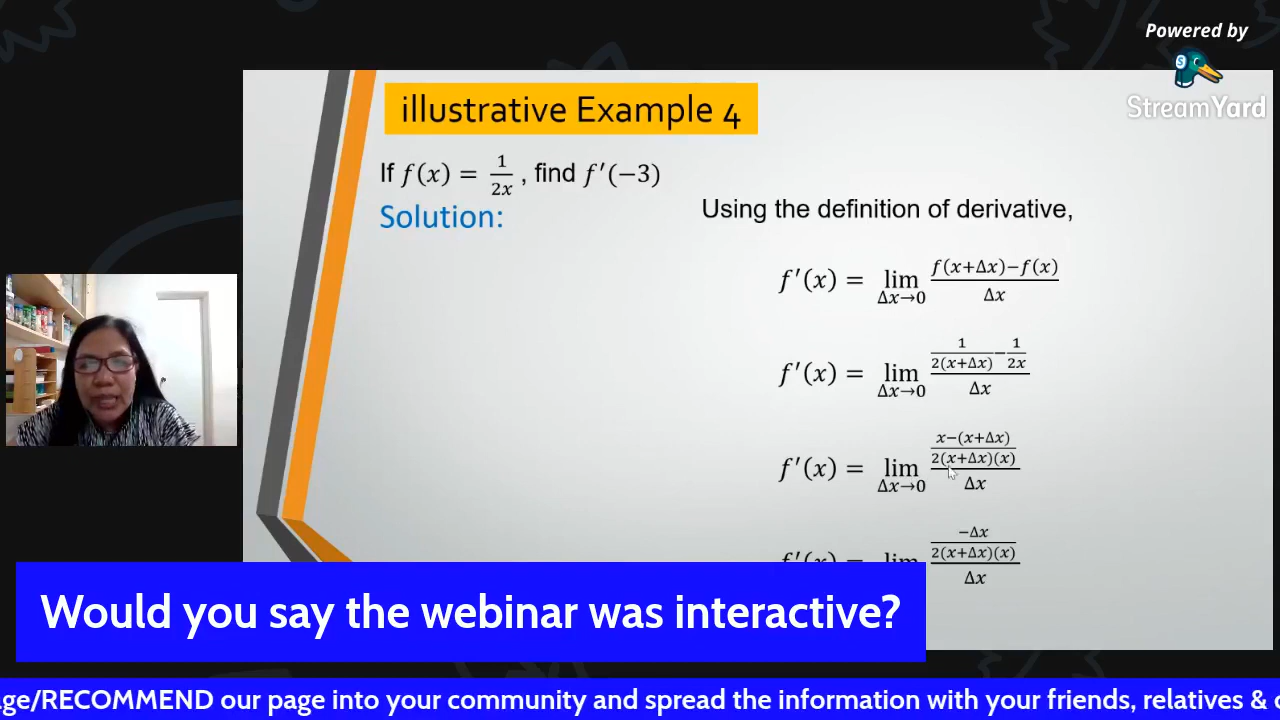 Powered by
StreamYard
illustrative Example 4
If f(x) = 1/2x , find f′(−3)
Solution:
Using the definition of derivative,
f′(x) = lim Δx→0 (f(x+Δx)−f(x))/Δx
f′(x) = lim Δx→0 (1/(2(x+Δx)) − 1/(2x))/Δx
f′(x) = lim Δx→0 ((x−(x+Δx))/(2(x+Δx)(x)))/Δx
f′(x) = lim (−Δx/(2(x+Δx)(x)))/Δx
Would you say the webinar was interactive?
ge/RECOMMEND our page into your community and spread the information with your friends, relatives &